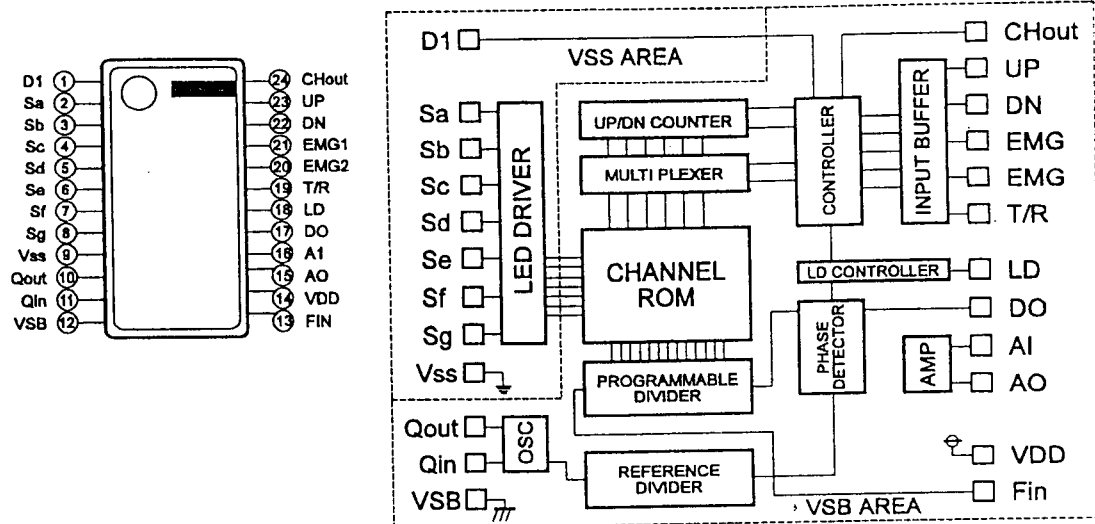 D1 1
Sa 2
Sb 3
Sc 4
Sd 5
Se 6
Sf 7
Sg 8
Vss 9
Qout 10
Qin 11
VSB 12
24 CHout
23 UP
22 DN
21 EMG1
20 EMG2
19 T/R
18 LD
17 DO
16 A1
15 AO
14 VDD
13 FIN
D1
VSS AREA
Sa
Sb
Sc
Sd
Se
Sf
Sg
Vss
LED DRIVER
UP/DN COUNTER
MULTI PLEXER
CHANNEL
ROM
PROGRAMMABLE
DIVIDER
Qout
Qin
VSB
OSC
REFERENCE
DIVIDER
CONTROLLER
INPUT BUFFER
LD CONTROLLER
PHASE
DETECTOR
AMP
CHout
UP
DN
EMG
EMG
T/R
LD
DO
AI
AO
VDD
Fin
VSB AREA